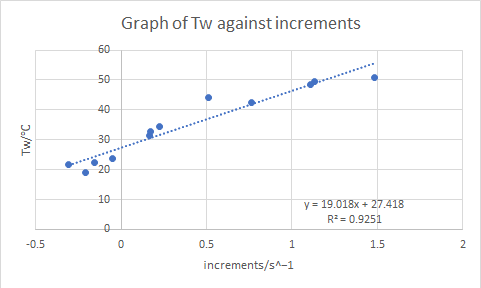 Graph of Tw against increments
60
50
40
30
20
10
0
-0.5 0 0.5 1 1.5 2
Tw/°C
y = 19.018x + 27.418
R² = 0.9251
increments/s^−1